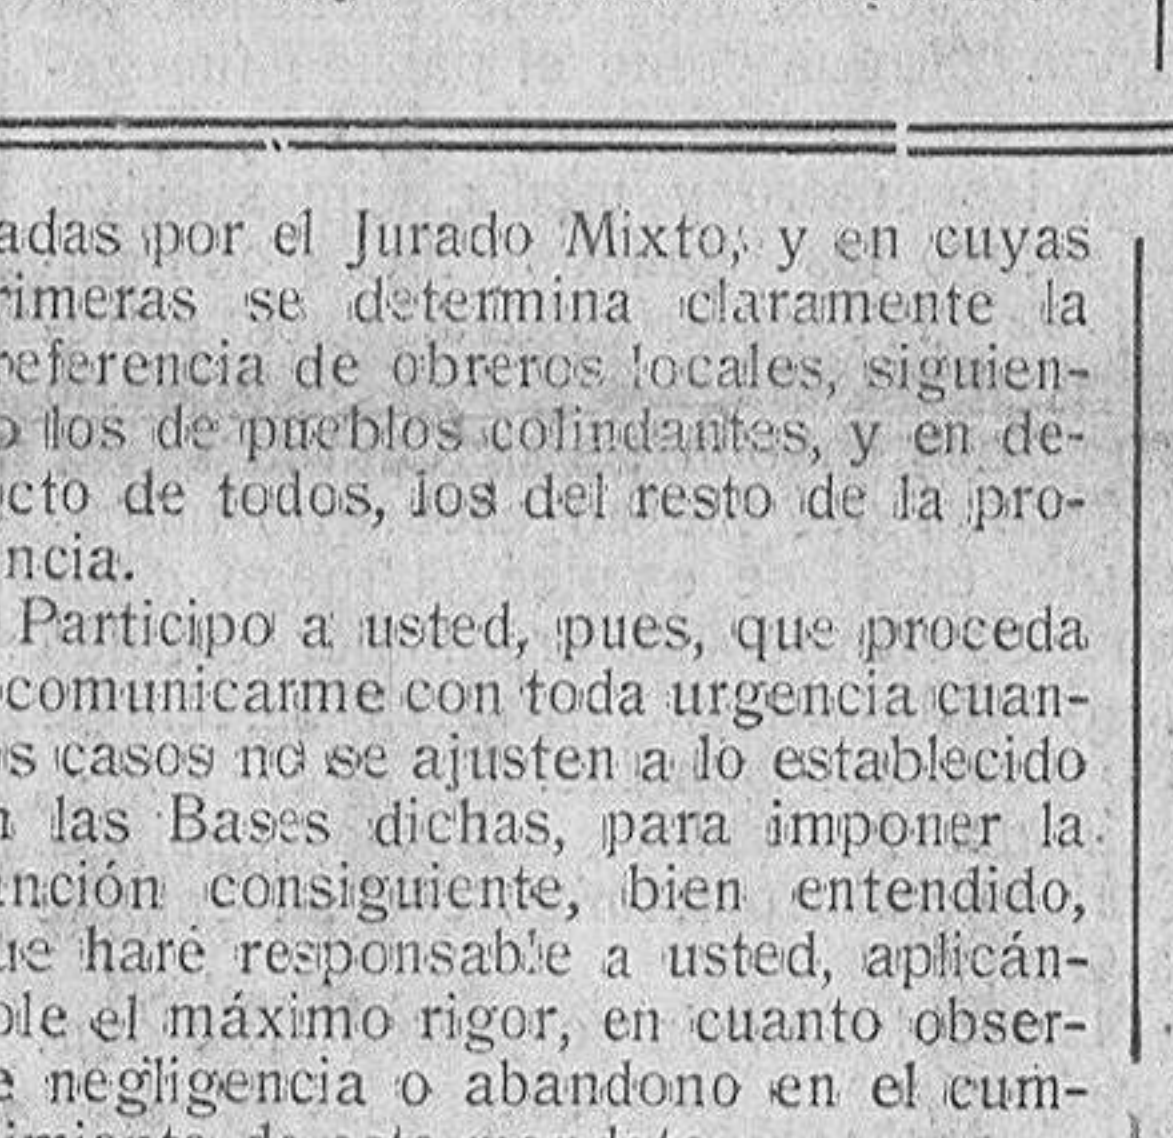 adas por el Jurado Mixto, y en cuyas
rimeras se determina claramente la
referencia de obreros locales, siguien-
o los de pueblos colindantes, y en de-
cto de todos, los del resto de la pro-
ncia.
Participo a usted, pues, que proceda
comunicarme con toda urgencia cuan-
s casos no se ajusten a lo establecido
n las Bases dichas, para imponer la
nción consiguiente, bien entendido,
ue haré responsable a usted, aplicán-
ole el máximo rigor, en cuanto obser-
e negligencia o abandono en el cum-